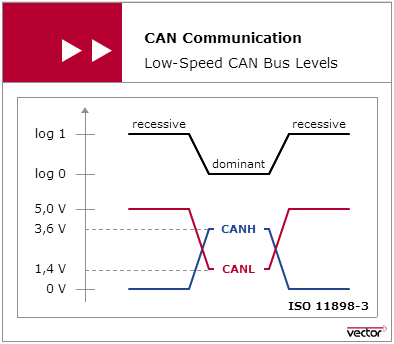 CAN Communication
Low-Speed CAN Bus Levels
recessive
recessive
log 1
dominant
log 0
5,0 V
3,6 V
CANH
1,4 V
CANL
0 V
ISO 11898-3
vector